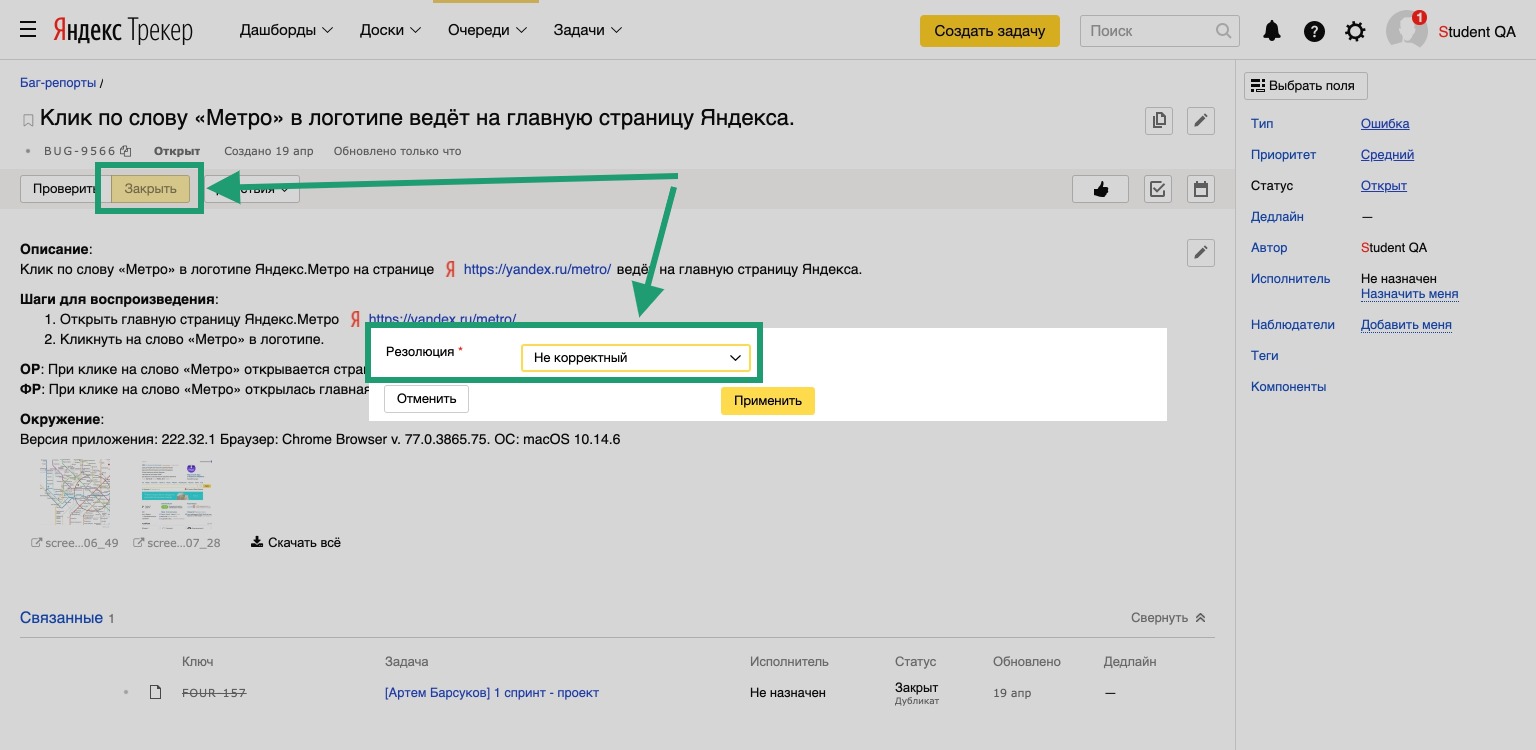 Яндекс Трекер Дашборды Доски Очереди Задачи Создать задачу Поиск 1 Student QA
Баг-репорты /
Клик по слову «Метро» в логотипе ведёт на главную страницу Яндекса.
BUG-9566 Открыт Создано 19 апр Обновлено только что
Проверить Закрыть
Описание:
Клик по слову «Метро» в логотипе Яндекс.Метро на странице Я https://yandex.ru/metro/ ведёт на главную страницу Яндекса.
Шаги для воспроизведения:
1. Открыть главную страницу Яндекс.Метро Я https://yandex.ru/metro/
2. Кликнуть на слово «Метро» в логотипе.
ОР: При клике на слово «Метро» открывается
ФР: При клике на слово «Метро» открылась главная
Окружение:
Версия приложения: 222.32.1 Браузер: Chrome Browser v. 77.0.3865.75. ОС: macOS 10.14.6
Резолюция * Не корректный
Отменить Применить
scree...06_49 scree...07_28 Скачать всё
Связанные 1 Свернуть
Ключ Задача Исполнитель Статус Обновлено Дедлайн
FOUR-157 [Артем Барсуков] 1 спринт - проект Не назначен Закрыт 19 апр —
Дубликат
Выбрать поля
Тип Ошибка
Приоритет Средний
Статус Открыт
Дедлайн —
Автор Student QA
Исполнитель Не назначен
Назначить меня
Наблюдатели Добавить меня
Теги
Компоненты